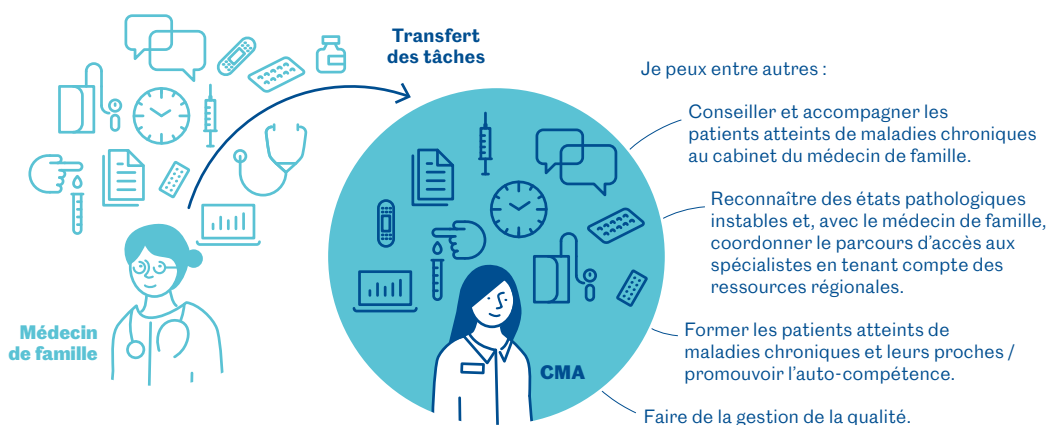 Transfert
des tâches
Je peux entre autres :
Conseiller et accompagner les
patients atteints de maladies chroniques
au cabinet du médecin de famille.
Reconnaître des états pathologiques
instables et, avec le médecin de famille,
coordonner le parcours d’accès aux
spécialistes en tenant compte des
ressources régionales.
Former les patients atteints de
maladies chroniques et leurs proches /
promouvoir l’auto-compétence.
Faire de la gestion de la qualité.
Médecin
de famille
CMA